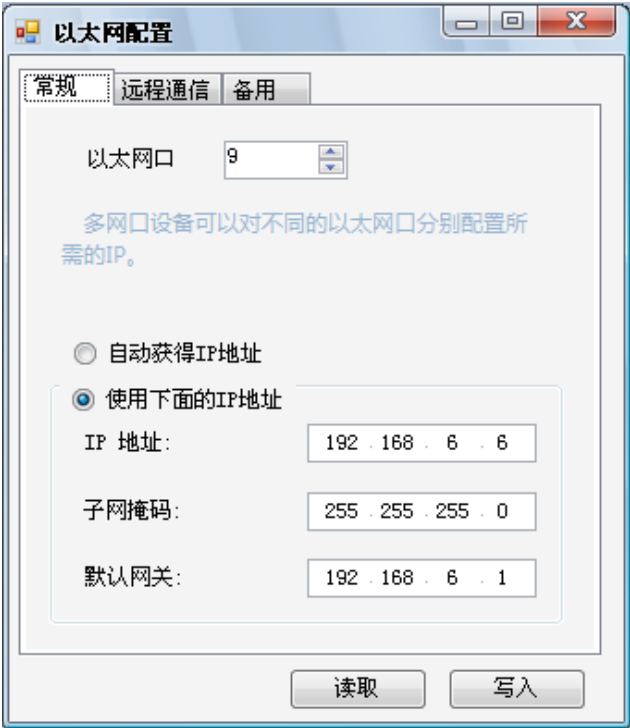 以太网配置
常规 远程通信 备用
以太网口 9
多网口设备可以对不同的以太网口分别配置所
需的IP。
自动获得IP地址
使用下面的IP地址
IP 地址: 192 . 168 . 6 . 6
子网掩码: 255 . 255 . 255 . 0
默认网关: 192 . 168 . 6 . 1
读取 写入